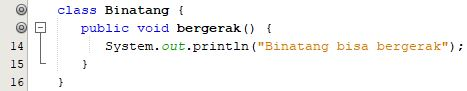 class Binatang {
public void bergerak() {
14 System.out.println("Binatang bisa bergerak");
15 }
16 }